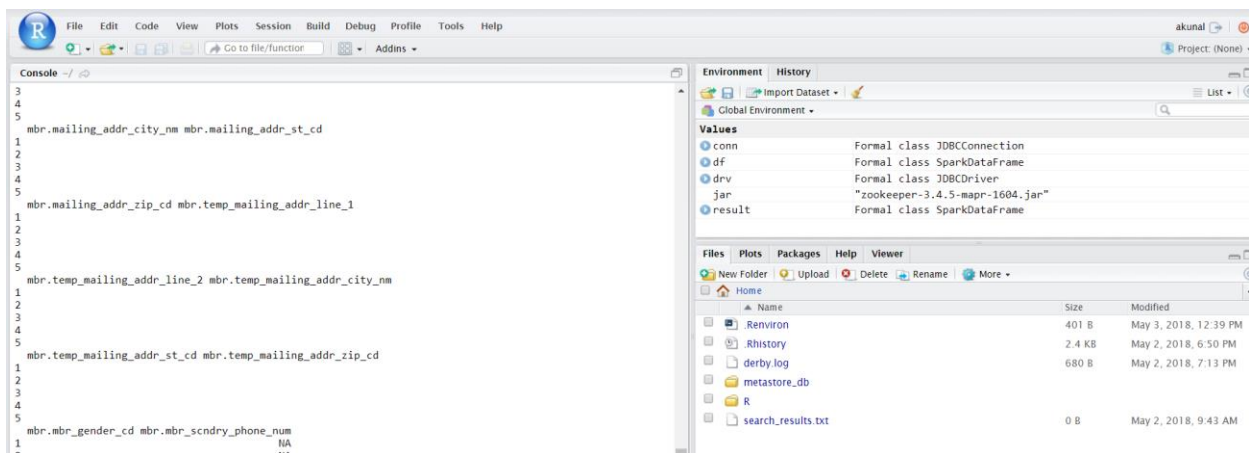 R File Edit Code View Plots Session Build Debug Profile Tools Help akunal
Go to file/function Addins Project: (None)
Console ~/
3
4
5
mbr.mailing_addr_city_nm mbr.mailing_addr_st_cd
1
2
3
4
5
mbr.mailing_addr_zip_cd mbr.temp_mailing_addr_line_1
1
2
3
4
5
mbr.temp_mailing_addr_line_2 mbr.temp_mailing_addr_city_nm
1
2
3
4
5
mbr.temp_mailing_addr_st_cd mbr.temp_mailing_addr_zip_cd
1
2
3
4
5
mbr.mbr_gender_cd mbr.mbr_scndry_phone_num
1 NA
Environment History
Import Dataset List
Global Environment
Values
conn Formal class JDBCConnection
df Formal class SparkDataFrame
drv Formal class JDBCDriver
jar "zookeeper-3.4.5-mapr-1604.jar"
result Formal class SparkDataFrame
Files Plots Packages Help Viewer
New Folder Upload Delete Rename More
Home
Name Size Modified
.Renviron 401 B May 3, 2018, 12:39 PM
.Rhistory 2.4 KB May 2, 2018, 6:50 PM
derby.log 680 B May 2, 2018, 7:13 PM
metastore_db
R
search_results.txt 0 B May 2, 2018, 9:43 AM